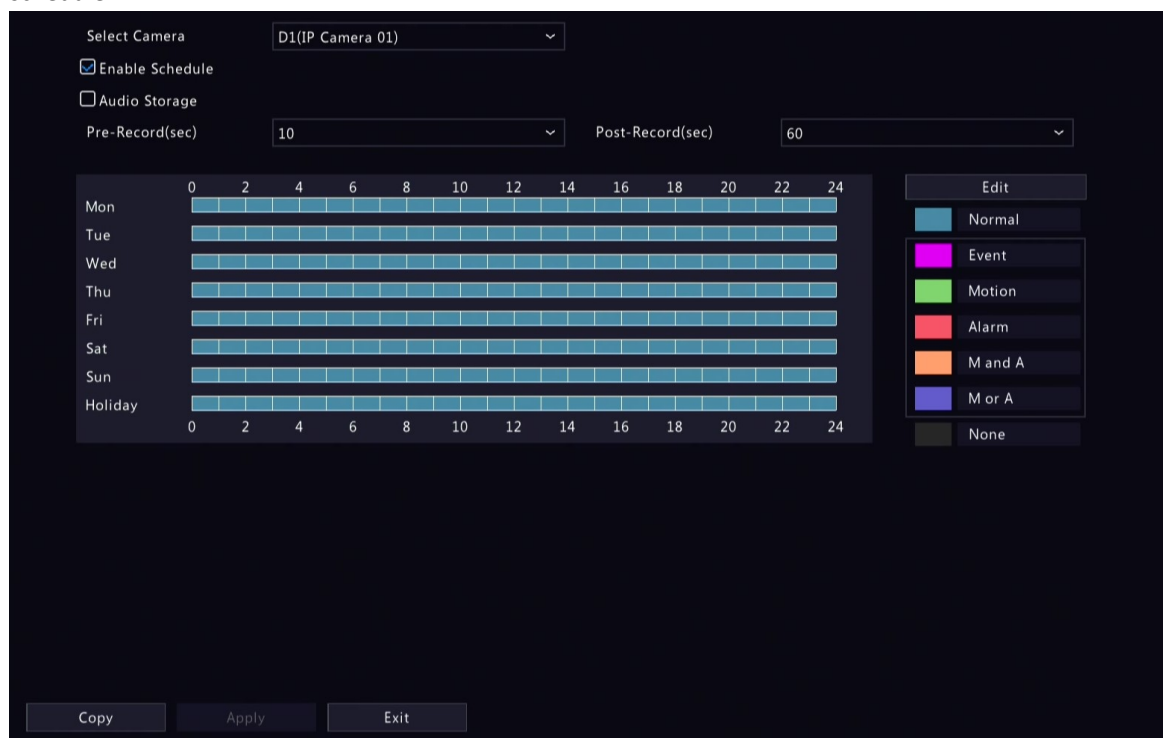 Select Camera D1(IP Camera 01)
Enable Schedule
Audio Storage
Pre-Record(sec) 10 Post-Record(sec) 60
0 2 4 6 8 10 12 14 16 18 20 22 24
Edit
Mon
Tue
Wed
Thu
Fri
Sat
Sun
Holiday
0 2 4 6 8 10 12 14 16 18 20 22 24
Normal
Event
Motion
Alarm
M and A
M or A
None
Copy Apply Exit